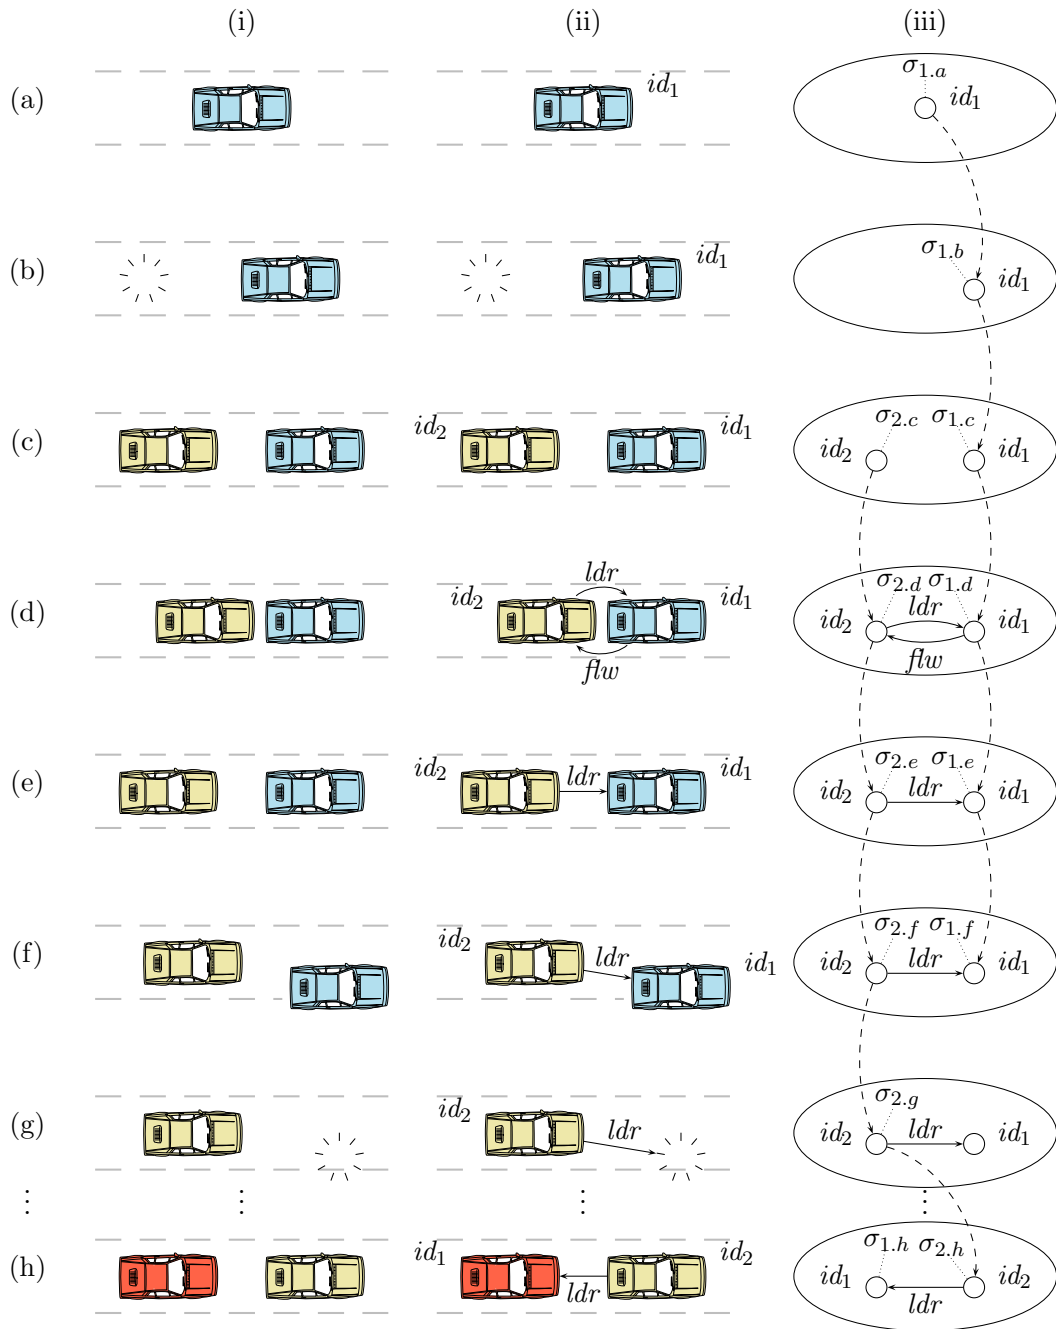 (i) (ii) (iii)
(a) id₁ σ₁.ₐ id₁
(b) id₁ σ₁.b id₁
(c) id₂ id₁ id₂ σ₂.c σ₁.c id₁
(d) id₂ ldr flw id₁ id₂ σ₂.d σ₁.d ldr flw id₁
(e) id₂ ldr id₁ id₂ σ₂.e σ₁.e ldr id₁
(f) id₂ ldr id₁ id₂ σ₂.f σ₁.f ldr id₁
(g) id₂ ldr id₂ σ₂.g ldr id₁
⋮ ⋮ ⋮ ⋮
(h) id₁ ldr id₂ id₁ σ₁.h σ₂.h ldr id₂